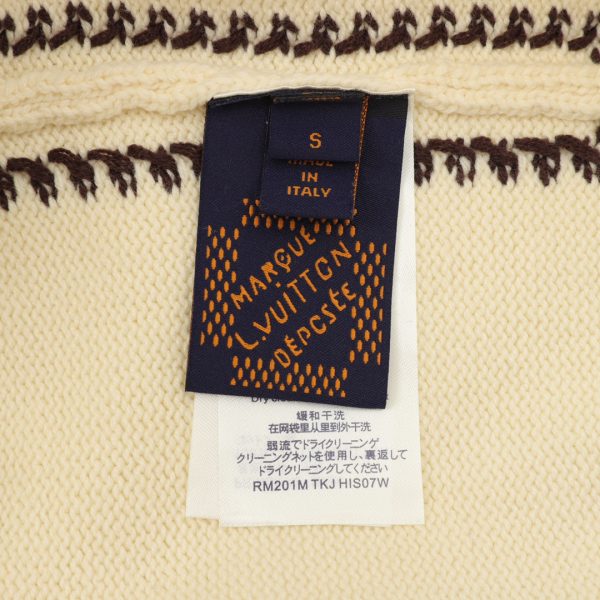 S
MADE
IN
ITALY
MARQUE
L.VUITTON
DÉPOSÉE
Dry clean
缓和干洗
在网袋里从里到外干洗
弱流でドライクリーニング
クリーニングネットを使用し、裏返して
ドライクリーニングしてください
RM201M TKJ HIS07W